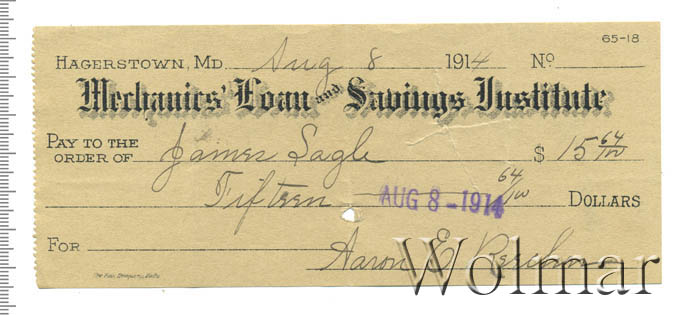 65-18
HAGERSTOWN, MD. Aug 8 1914 No.
Mechanics' Loan and Savings Institute
PAY TO THE ORDER OF James Sagle $ 15 64/100
Fifteen 64/100 DOLLARS
AUG 8-1914
FOR Aaron E.
Wolmar